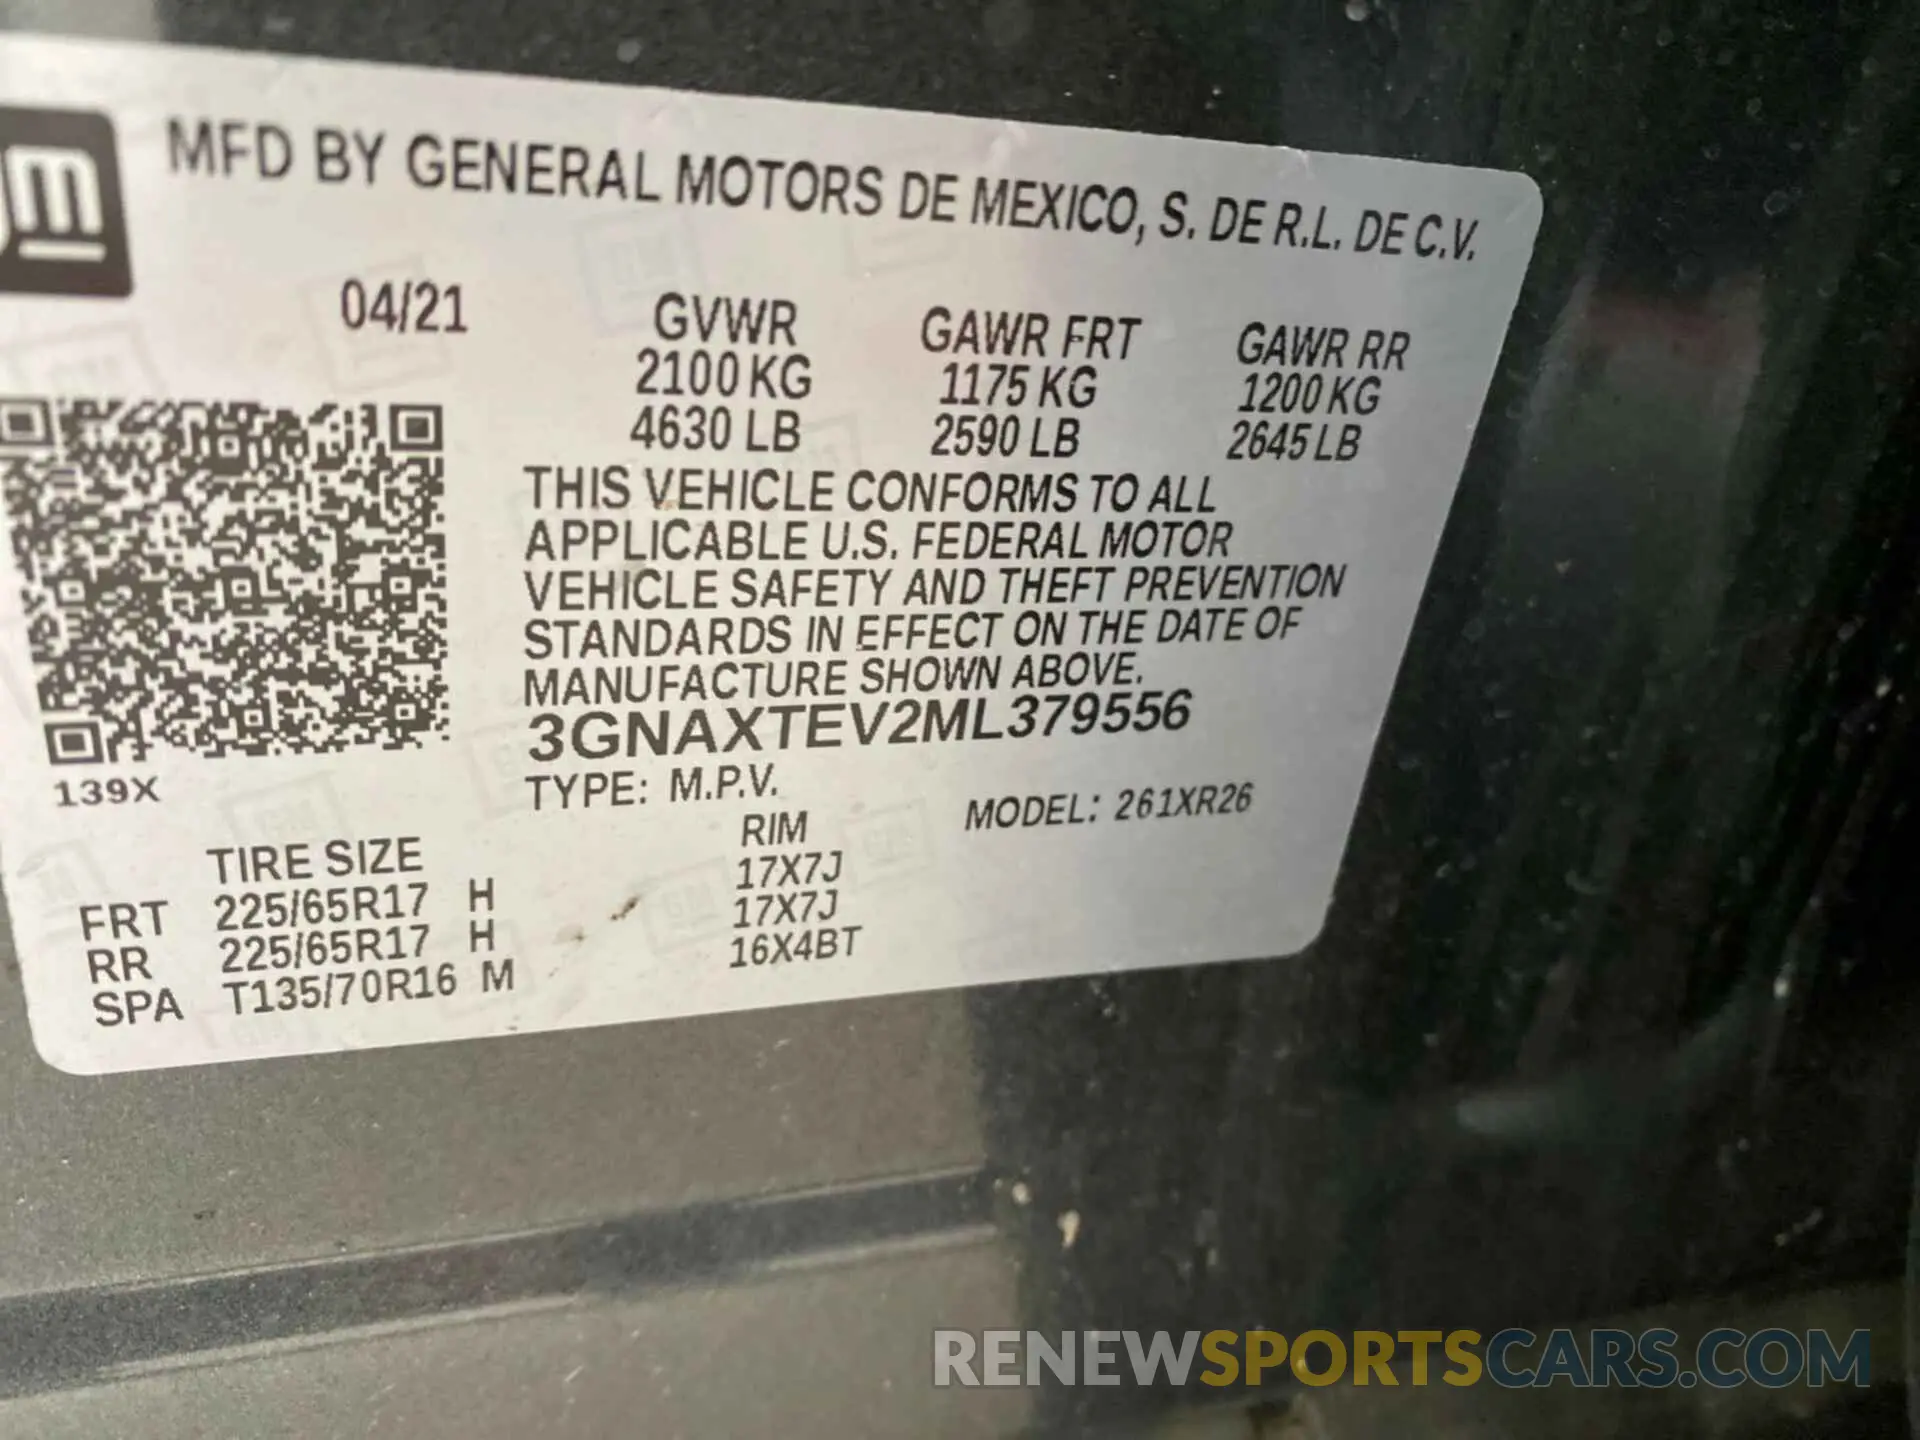 GM
MFD BY GENERAL MOTORS DE MEXICO, S. DE R.L. DE C.V.
04/21 GVWR GAWR FRT GAWR RR
2100 KG 1175 KG 1200 KG
4630 LB 2590 LB 2645 LB
THIS VEHICLE CONFORMS TO ALL
APPLICABLE U.S. FEDERAL MOTOR
VEHICLE SAFETY AND THEFT PREVENTION
STANDARDS IN EFFECT ON THE DATE OF
MANUFACTURE SHOWN ABOVE.
3GNAXTEV2ML379556
139X TYPE: M.P.V. MODEL: 261XR26
TIRE SIZE RIM
FRT 225/65R17 H 17X7J
RR 225/65R17 H 17X7J
SPA T135/70R16 M 16X4BT
RENEWSPORTSCARS.COM